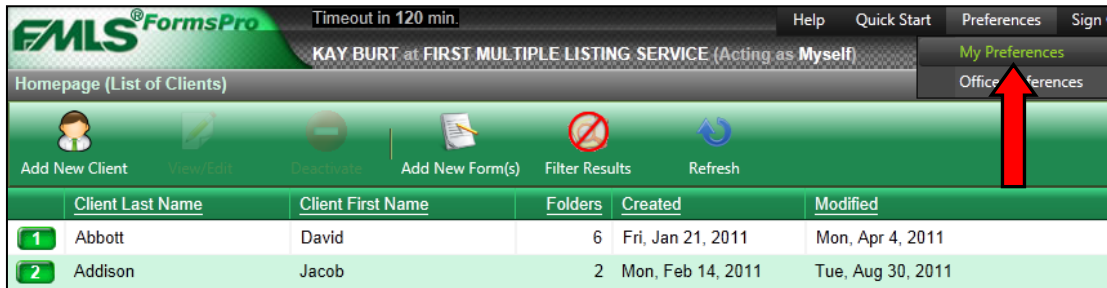 FMLS®FormsPro
Timeout in 120 min.
Help Quick Start Preferences Sign
KAY BURT at FIRST MULTIPLE LISTING SERVICE (Acting as Myself)
My Preferences
Homepage (List of Clients)
Office
Add New Client View/Edit Deactivate Add New Form(s) Filter Results Refresh
Client Last Name Client First Name Folders Created Modified
1 Abbott David 6 Fri, Jan 21, 2011 Mon, Apr 4, 2011
2 Addison Jacob 2 Mon, Feb 14, 2011 Tue, Aug 30, 2011